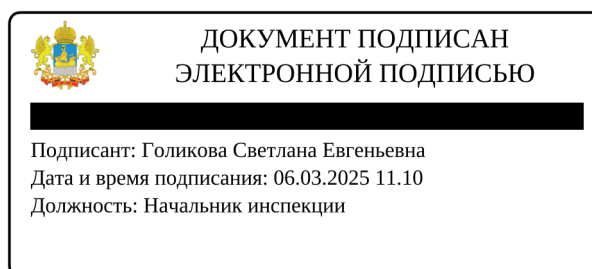 ДОКУМЕНТ ПОДПИСАН
ЭЛЕКТРОННОЙ ПОДПИСЬЮ
Подписант: Голикова Светлана Евгеньевна
Дата и время подписания: 06.03.2025 11.10
Должность: Начальник инспекции